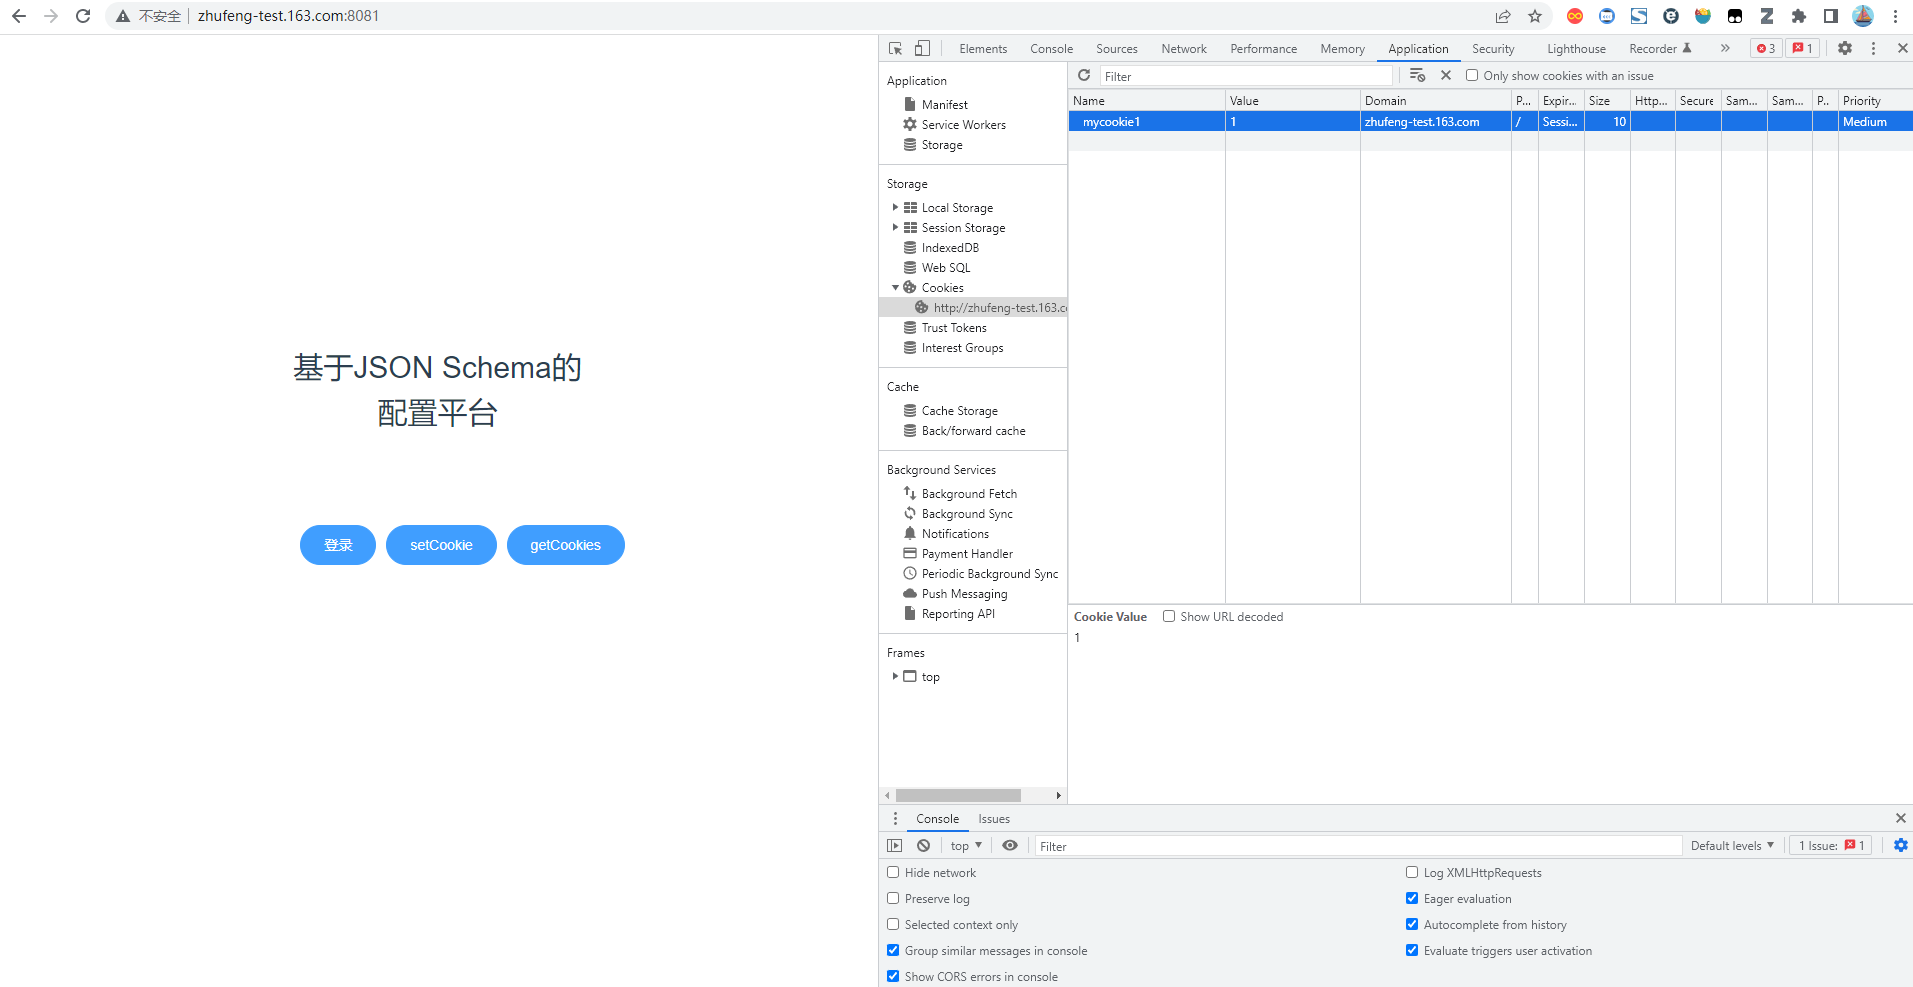 不安全 zhufeng-test.163.com:8081
基于JSON Schema的
配置平台
登录 setCookie getCookies
Elements Console Sources Network Performance Memory Application Security Lighthouse Recorder » 3 1
Application
Manifest
Service Workers
Storage
Storage
Local Storage
Session Storage
IndexedDB
Web SQL
Cookies
http://zhufeng-test.163.c
Trust Tokens
Interest Groups
Cache
Cache Storage
Back/forward cache
Background Services
Background Fetch
Background Sync
Notifications
Payment Handler
Periodic Background Sync
Push Messaging
Reporting API
Frames
top
Filter Only show cookies with an issue
Name Value Domain P... Expir... Size Http... Secure Sam... Sam... P.. Priority
mycookie1 1 zhufeng-test.163.com / Sessi... 10 Medium
Cookie Value Show URL decoded
1
Console Issues
top Filter Default levels 1 Issue: 1
Hide network Log XMLHttpRequests
Preserve log Eager evaluation
Selected context only Autocomplete from history
Group similar messages in console Evaluate triggers user activation
Show CORS errors in console